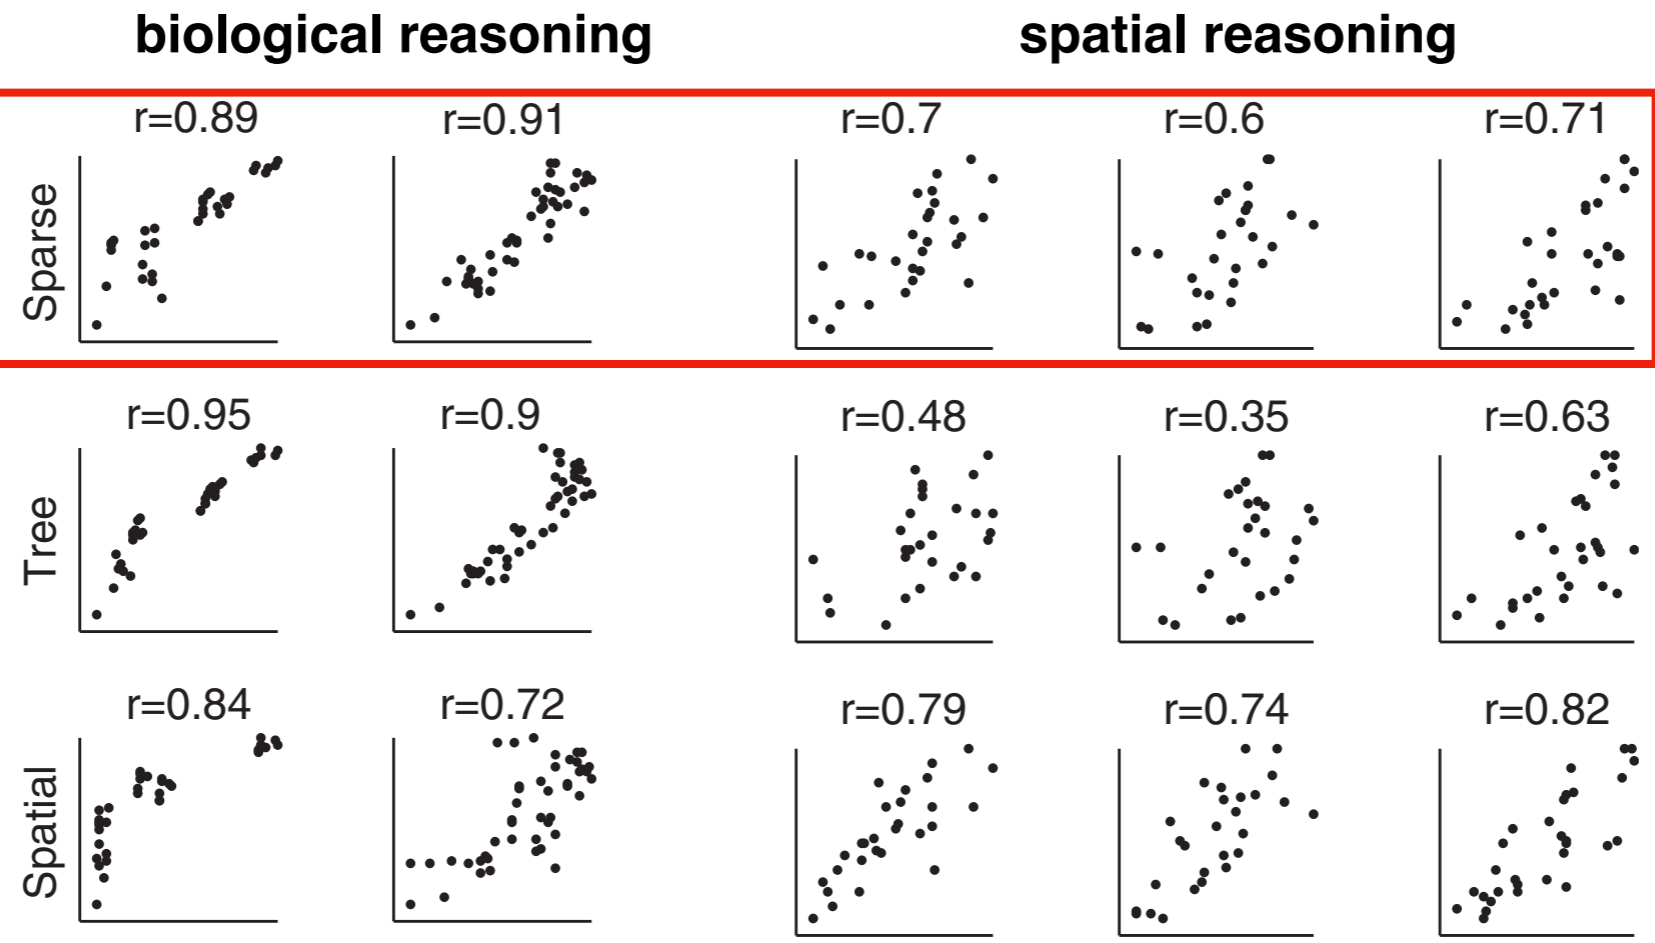 biological reasoning spatial reasoning
r=0.89 r=0.91 r=0.7 r=0.6 r=0.71
Sparse
r=0.95 r=0.9 r=0.48 r=0.35 r=0.63
Tree
r=0.84 r=0.72 r=0.79 r=0.74 r=0.82
Spatial